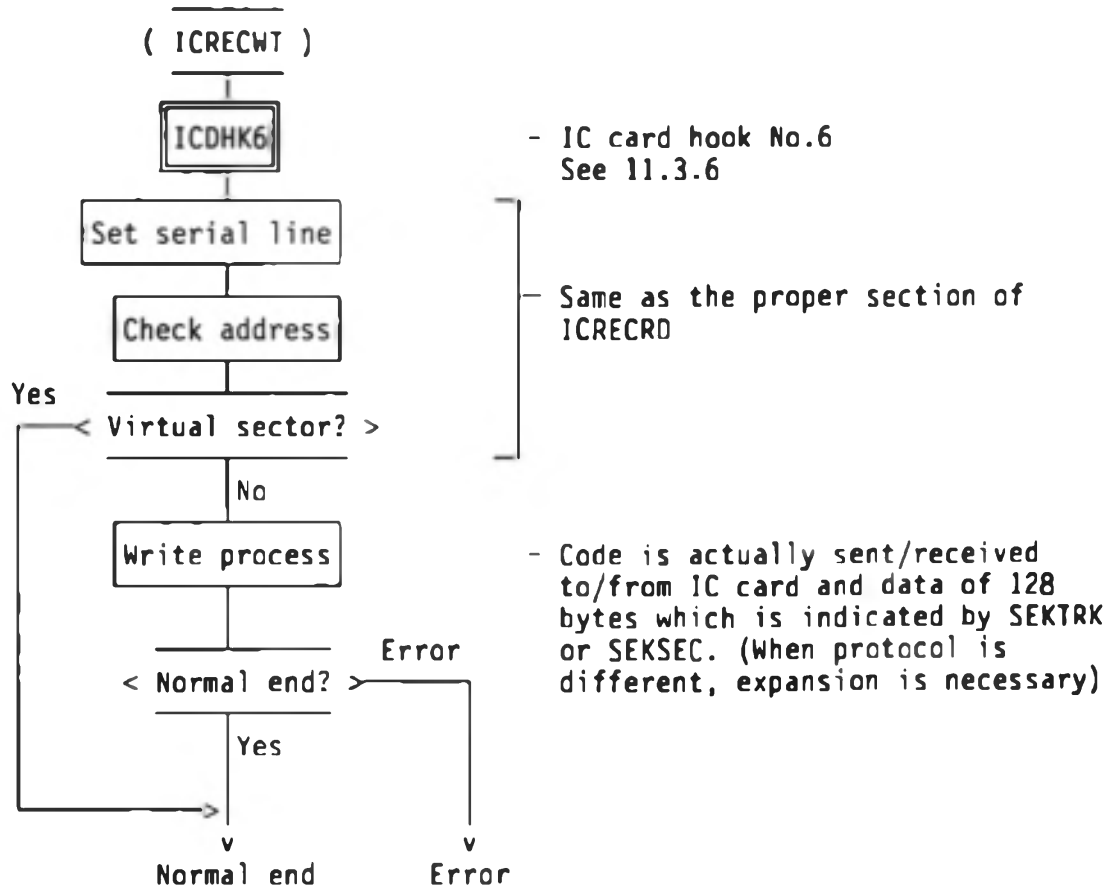 ( ICRECWT )
ICDHK6
- IC card hook No.6
See 11.3.6
Set serial line
Check address
- Same as the proper section of
ICRECRD
Yes
< Virtual sector? >
No
Write process
- Code is actually sent/received
to/from IC card and data of 128
bytes which is indicated by SEKTRK
or SEKSEC. (When protocol is
different, expansion is necessary)
Error
< Normal end? >
Yes
>
v
v
Normal end
Error